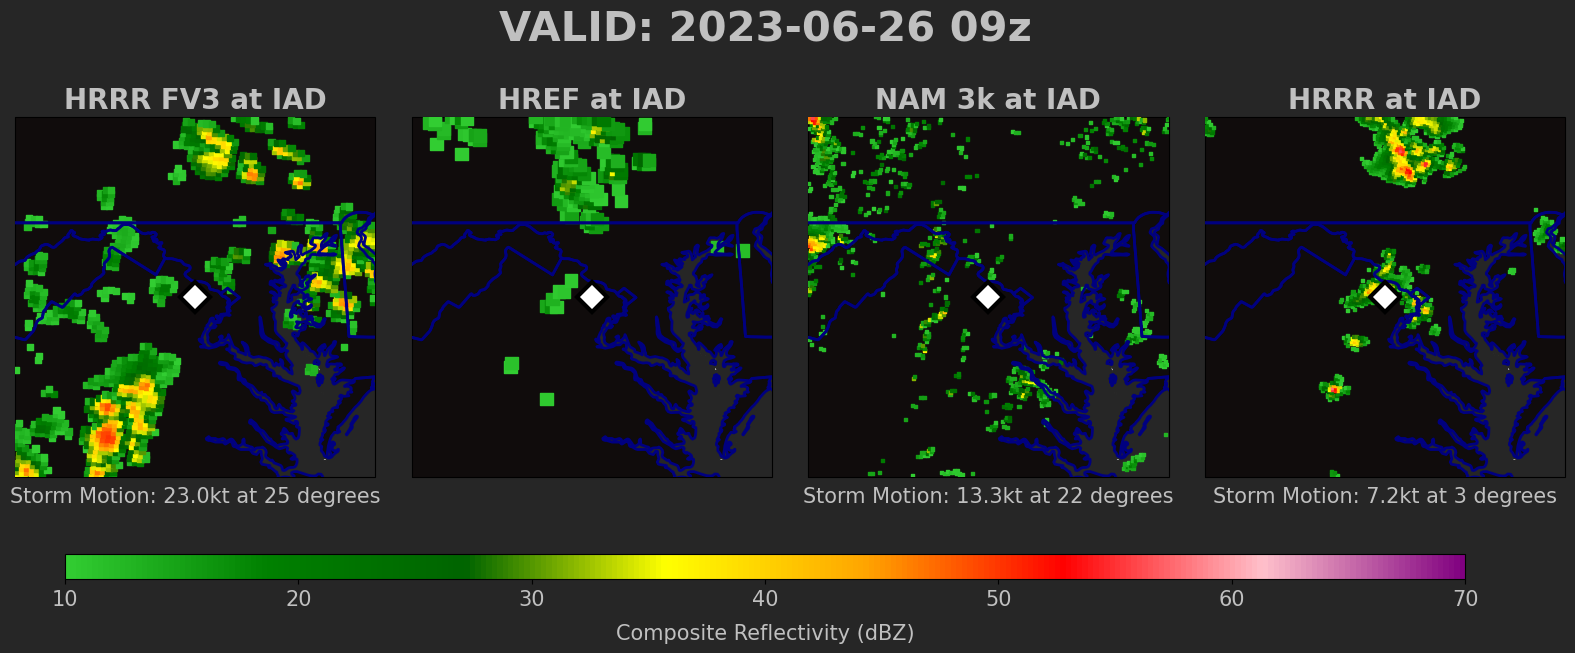 VALID: 2023-06-26 09z
HRRR FV3 at IAD
HREF at IAD
NAM 3k at IAD
HRRR at IAD
Storm Motion: 23.0kt at 25 degrees
Storm Motion: 13.3kt at 22 degrees
Storm Motion: 7.2kt at 3 degrees
10 20 30 40 50 60 70
Composite Reflectivity (dBZ)